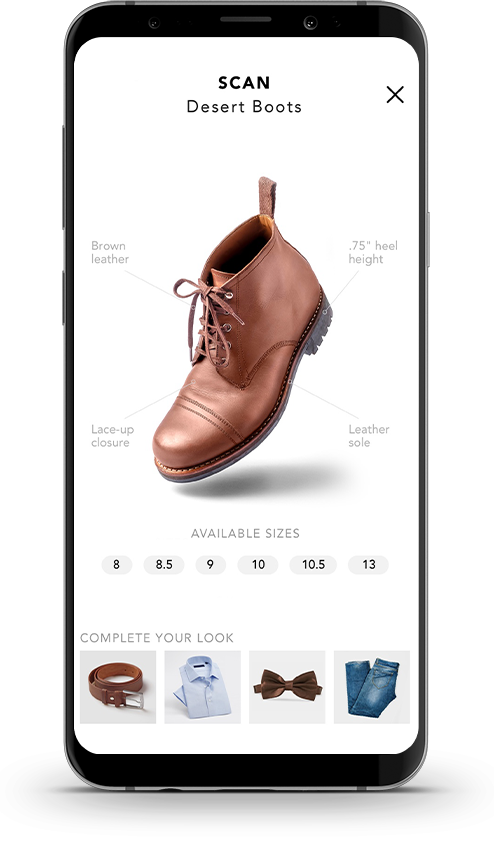 SCAN
Desert Boots
Brown
leather
.75" heel
height
Lace-up
closure
Leather
sole
AVAILABLE SIZES
8 8.5 9 10 10.5 13
COMPLETE YOUR LOOK